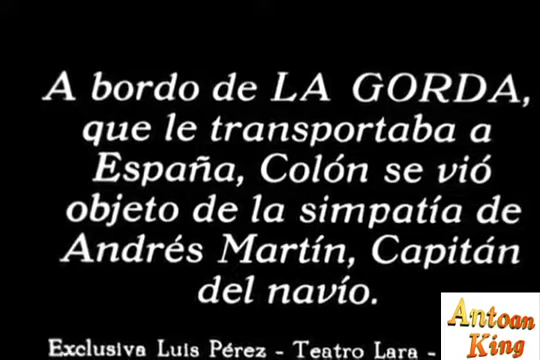 A bordo de LA GORDA,
que le transportaba a
España, Colón se vió
objeto de la simpatía de
Andrés Martín, Capitán
del navío.
Exclusiva Luis Pérez - Teatro Lara -
Antoan
King